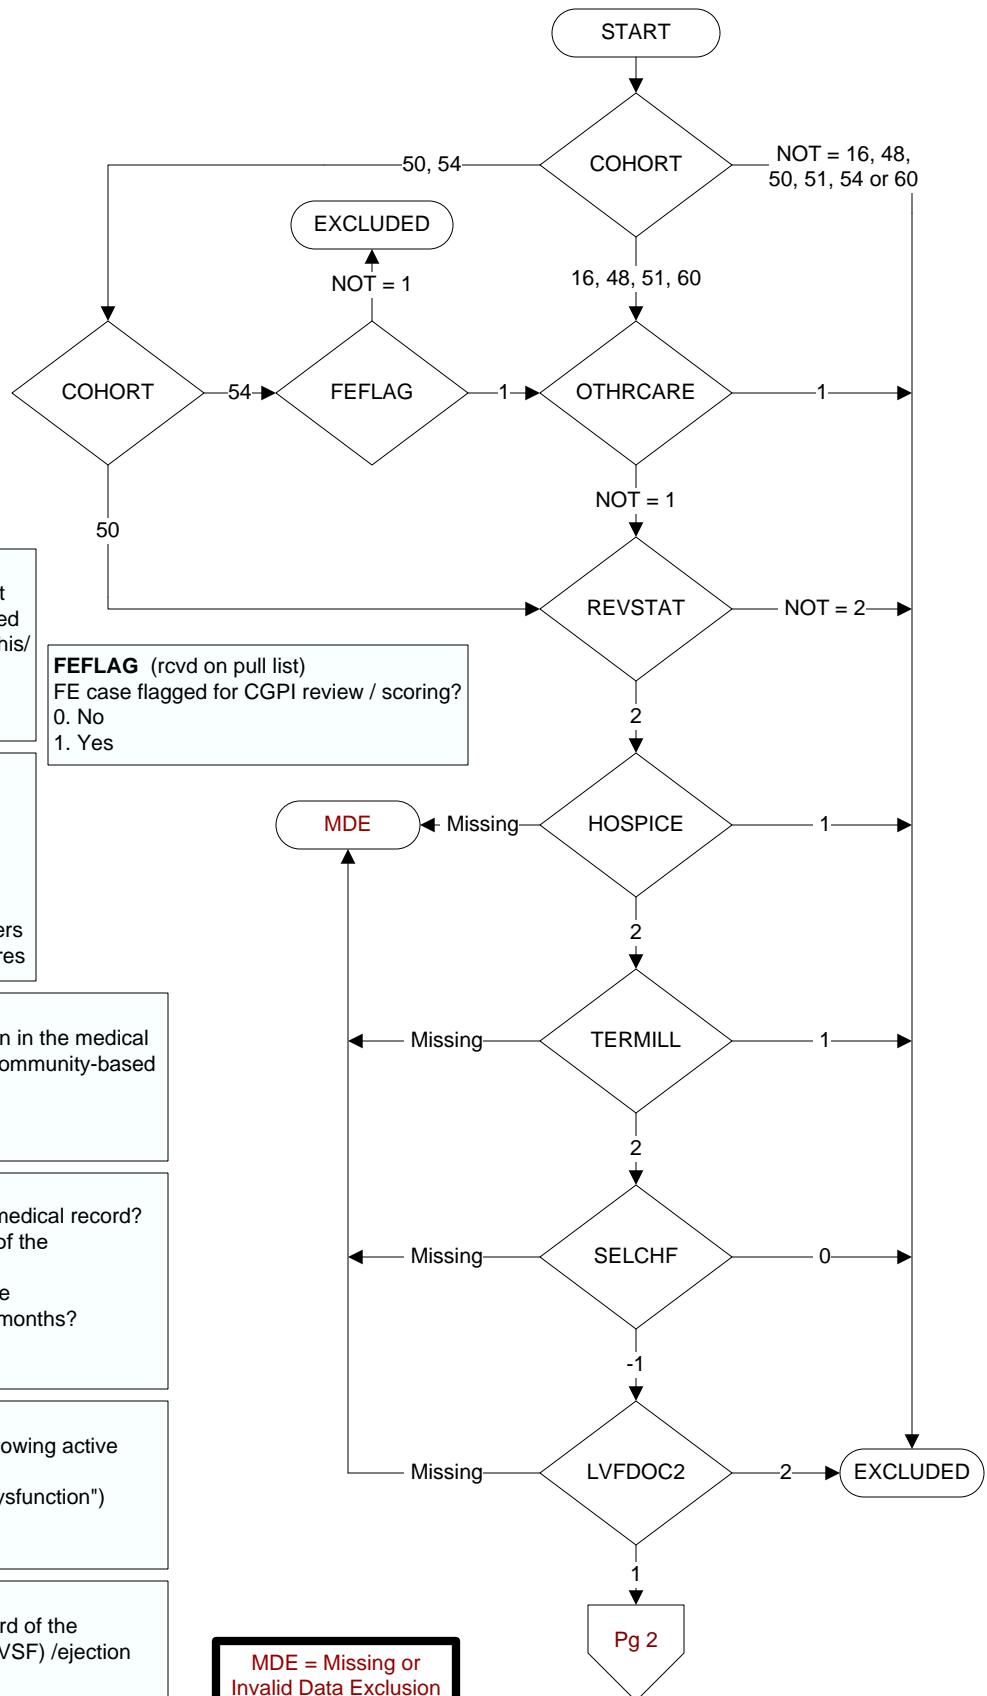 START
COHORT
50, 54
NOT = 16, 48,
50, 51, 54 or 60
EXCLUDED
NOT = 1
16, 48, 51, 60
COHORT
54
FEFLAG
1
OTHRCARE
1
NOT = 1
50
REVSTAT
NOT = 2
2
his/
FEFLAG (rcvd on pull list)
FE case flagged for CGPI review / scoring?
0. No
1. Yes
MDE
Missing
HOSPICE
1
2
Missing
TERMILL
1
2
n in the medical
ommunity-based
Missing
SELCHF
0
-1
medical record?
of the
months?
Missing
LVFDOC2
2
EXCLUDED
1
owing active
ysfunction")
Pg 2
rd of the
VSF) /ejection
MDE = Missing or
Invalid Data Exclusion